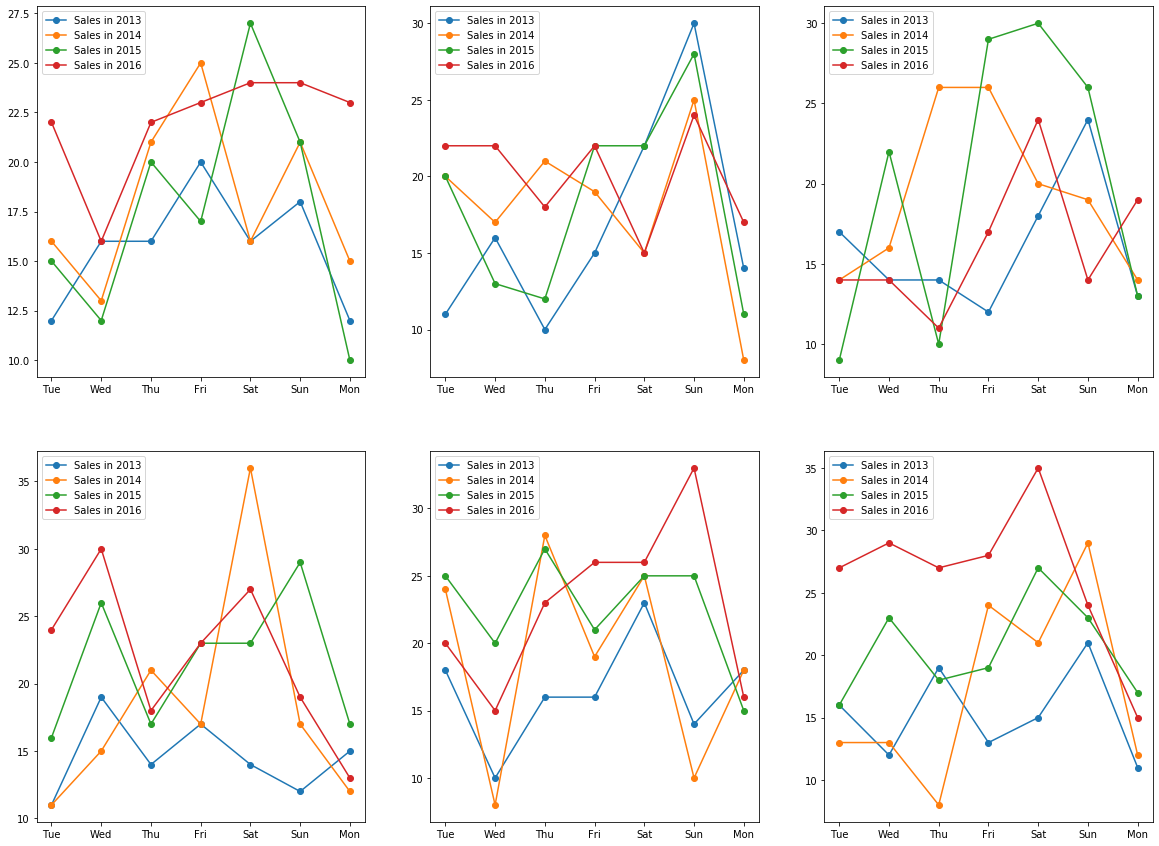 27.5
25.0
22.5
20.0
17.5
15.0
12.5
10.0
Sales in 2013
Sales in 2014
Sales in 2015
Sales in 2016
Tue Wed Thu Fri Sat Sun Mon
30
25
20
15
10
Sales in 2013
Sales in 2014
Sales in 2015
Sales in 2016
Tue Wed Thu Fri Sat Sun Mon
30
25
20
15
10
Sales in 2013
Sales in 2014
Sales in 2015
Sales in 2016
Tue Wed Thu Fri Sat Sun Mon
35
30
25
20
15
10
Sales in 2013
Sales in 2014
Sales in 2015
Sales in 2016
Tue Wed Thu Fri Sat Sun Mon
30
25
20
15
10
Sales in 2013
Sales in 2014
Sales in 2015
Sales in 2016
Tue Wed Thu Fri Sat Sun Mon
35
30
25
20
15
10
Sales in 2013
Sales in 2014
Sales in 2015
Sales in 2016
Tue Wed Thu Fri Sat Sun Mon